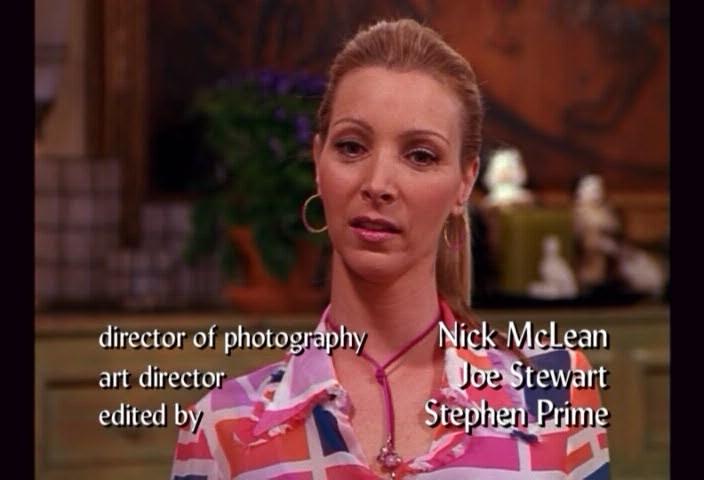 director of photography Nick McLean
art director Joe Stewart
edited by Stephen Prime